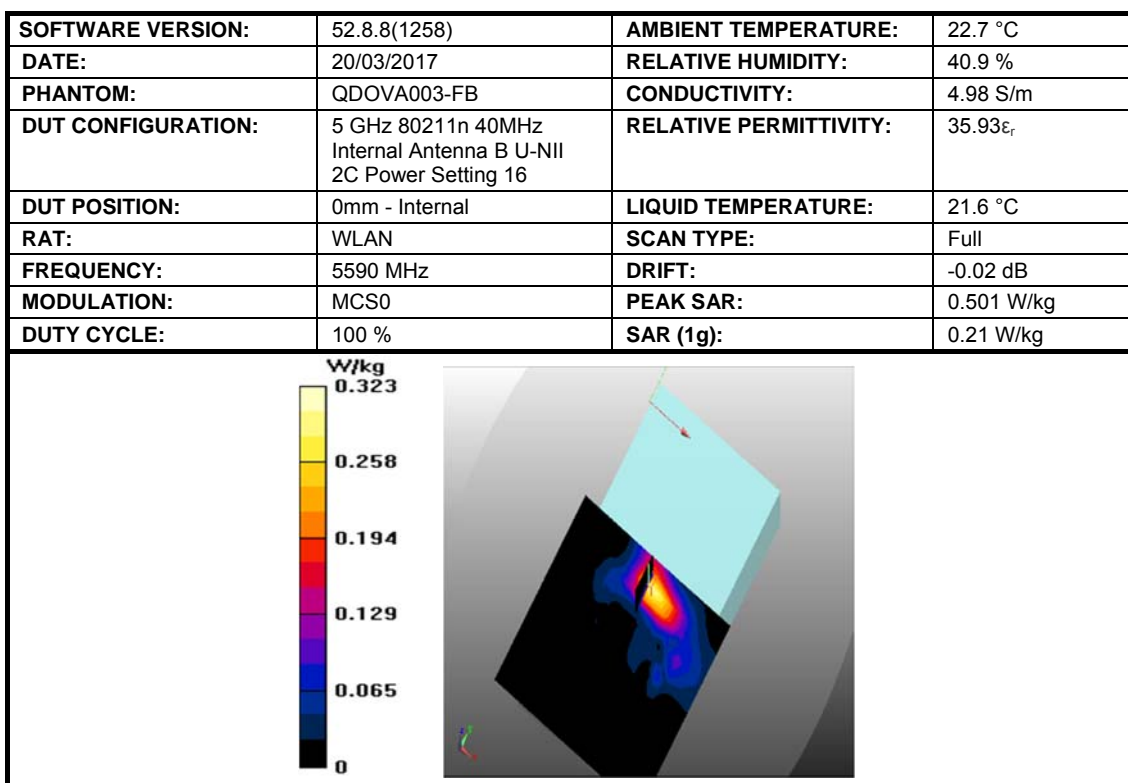 SOFTWARE VERSION: 52.8.8(1258) AMBIENT TEMPERATURE: 22.7 °C
DATE: 20/03/2017 RELATIVE HUMIDITY: 40.9 %
PHANTOM: QDOVA003-FB CONDUCTIVITY: 4.98 S/m
DUT CONFIGURATION: 5 GHz 80211n 40MHz RELATIVE PERMITTIVITY: 35.93εr
Internal Antenna B U-NII
2C Power Setting 16
DUT POSITION: 0mm - Internal LIQUID TEMPERATURE: 21.6 °C
RAT: WLAN SCAN TYPE: Full
FREQUENCY: 5590 MHz DRIFT: -0.02 dB
MODULATION: MCS0 PEAK SAR: 0.501 W/kg
DUTY CYCLE: 100 % SAR (1g): 0.21 W/kg
W/kg
0.323
0.258
0.194
0.129
0.065
0